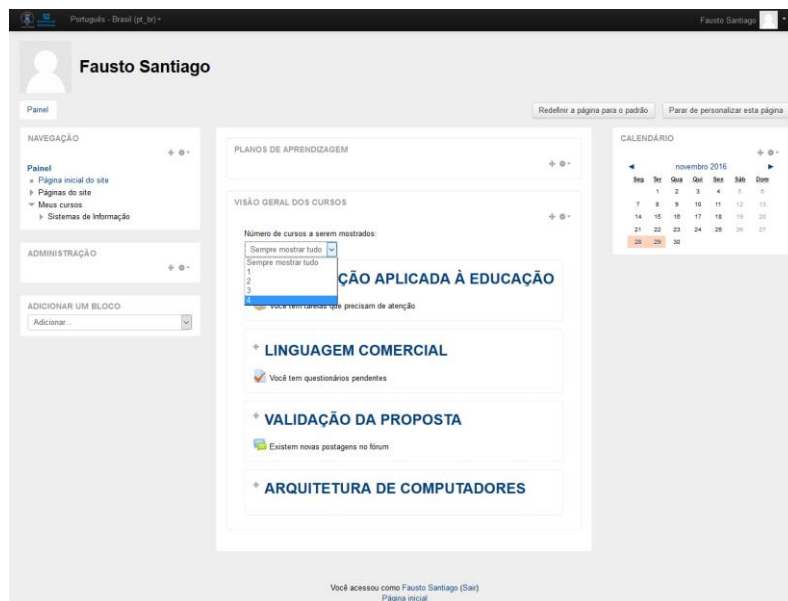 Português - Brasil (pt_br)
Fausto Santiago
Fausto Santiago
Painel
Redefinir a página para o padrão
Parar de personalizar esta página
NAVEGAÇÃO
Painel
Página inicial do site
Páginas do site
Meus cursos
Sistemas de Informação
ADMINISTRAÇÃO
ADICIONAR UM BLOCO
Adicionar...
PLANOS DE APRENDIZAGEM
VISÃO GERAL DOS CURSOS
Número de cursos a serem mostrados:
Sempre mostrar tudo
Sempre mostrar tudo
1
2
3
4
ÇÃO APLICADA À EDUCAÇÃO
Você tem tarefas que precisam de atenção
LINGUAGEM COMERCIAL
Você tem questionários pendentes
VALIDAÇÃO DA PROPOSTA
Existem novas postagens no fórum
ARQUITETURA DE COMPUTADORES
CALENDÁRIO
novembro 2016
Seg Ter Qua Qui Sex Sáb Dom
1 2 3 4 5 6
7 8 9 10 11 12 13
14 15 16 17 18 19 20
21 22 23 24 25 26 27
28 29 30
Você acessou como Fausto Santiago (Sair)
Página inicial